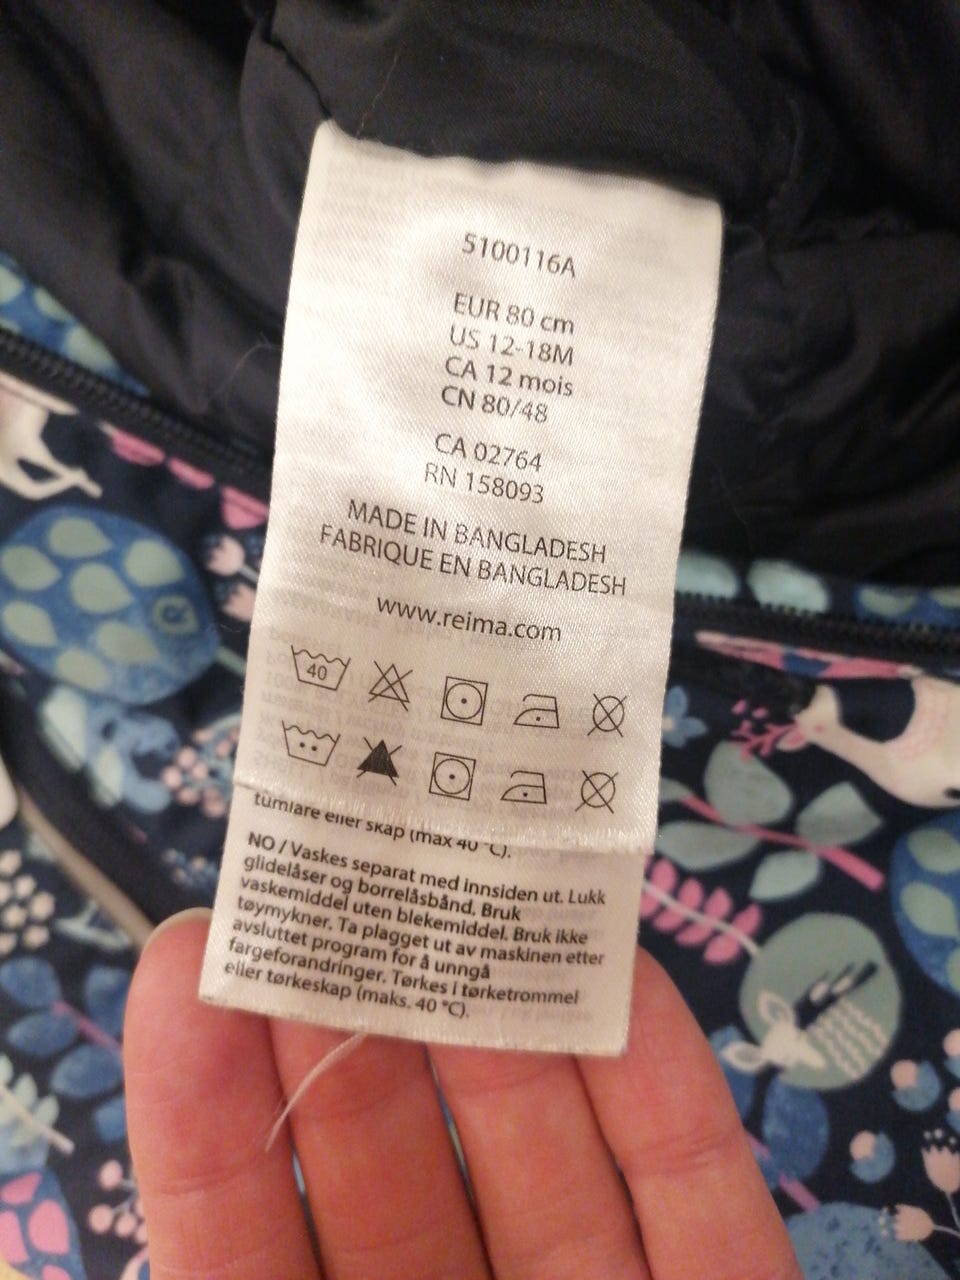 5100116A
EUR 80 cm
US 12-18M
CA 12 mois
CN 80/48
CA 02764
RN 158093
MADE IN BANGLADESH
FABRIQUE EN BANGLADESH
www.reima.com
40
tumlare eller skap (max 40 °C).
NO / Vaskes separat med innsiden ut. Lukk
glidelåser og borrelåsbånd. Bruk
vaskemiddel uten blekemiddel. Bruk ikke
tøymykner. Ta plagget ut av maskinen etter
avsluttet program for å unngå
fargeforandringer. Tørkes i tørketrommel
eller tørkeskap (maks. 40 °C).